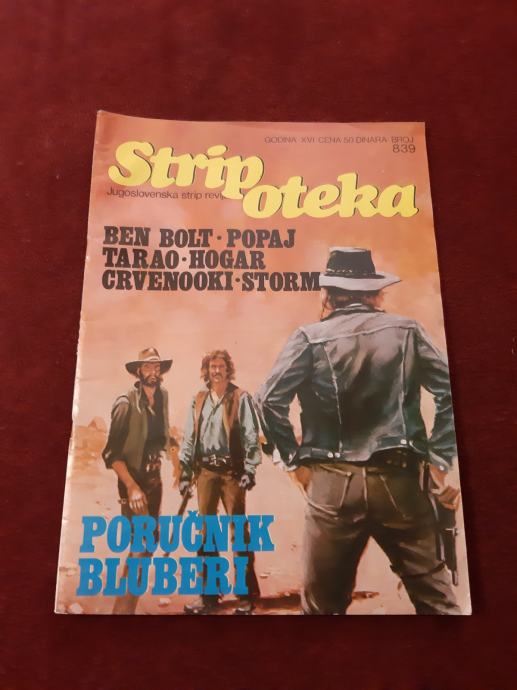 GODINA XVI CENA 50 DINARA BROJ
839
Strip
oteka
Jugoslovenska strip
BEN BOLT · POPAJ
TARAO · HOGAR
CRVENOOKI · STORM
PORUČNIK
BLUBERI